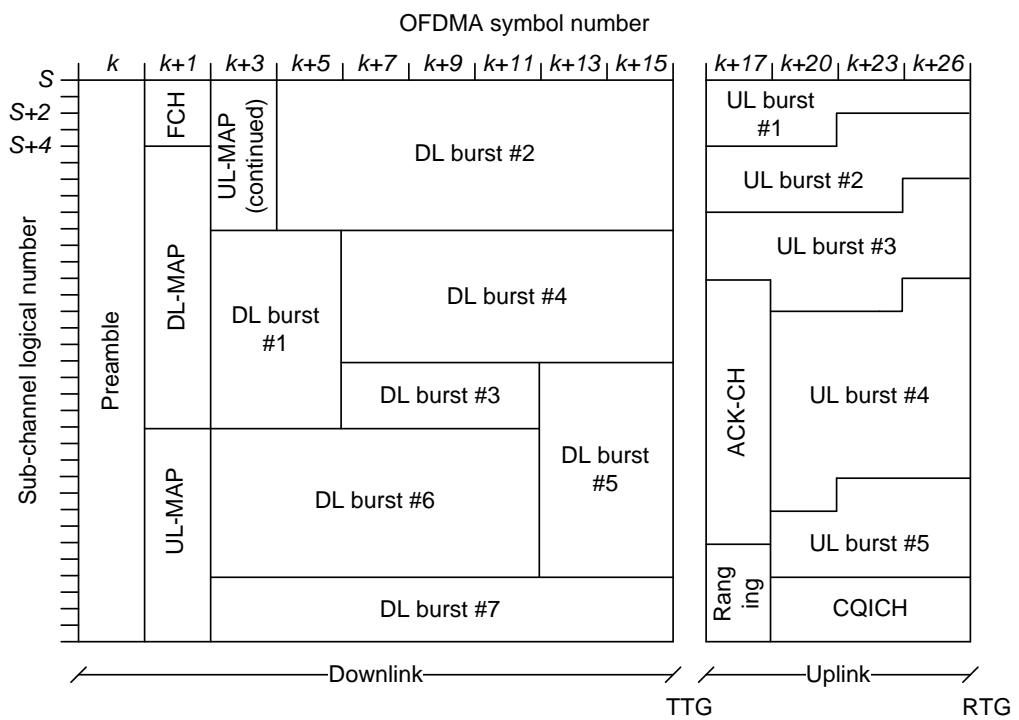 OFDMA symbol number
k
k+1
k+3
k+5
k+7
k+9
k+11
k+13
k+15
k+17
k+20
k+23
k+26
S
S+2
S+4
Sub-channel logical number
Preamble
FCH
DL-MAP
UL-MAP
UL-MAP
(continued)
DL burst #2
DL burst
#1
DL burst #4
DL burst #3
DL burst
#5
DL burst #6
DL burst #7
UL burst
#1
UL burst #2
UL burst #3
ACK-CH
UL burst #4
UL burst #5
Rang
ing
CQICH
Downlink
Uplink
TTG
RTG